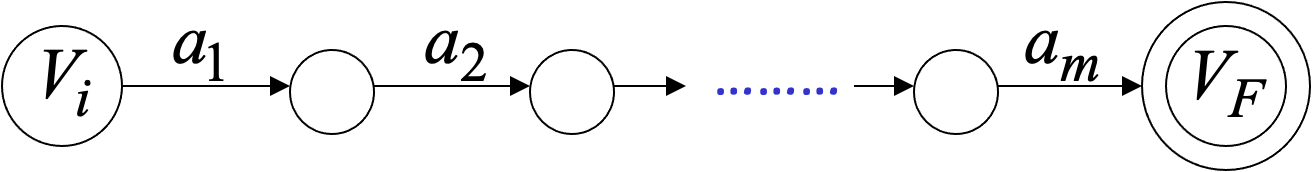 V_i a_1 a_2 ......... a_m V_F